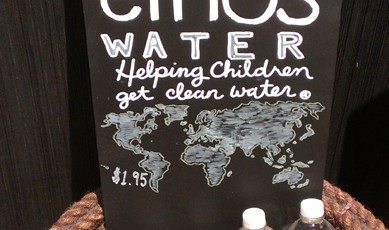 ethos
WATER
Helping Children
get clean water.
$1.95